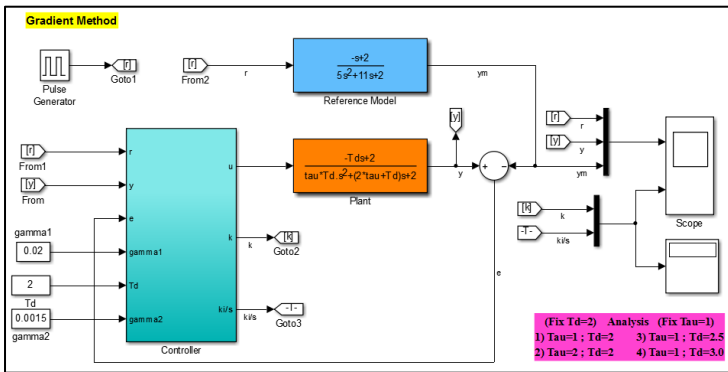 Gradient Method
Pulse
Generator
[r]
Goto1
[r]
From2
r
-s+2
5s²+11s+2
Reference Model
ym
[r]
From1
[y]
From
gamma1
0.02
2
Td
0.0015
gamma2
r
y
e
gamma1
Td
gamma2
u
k
ki/s
Controller
-Tds+2
tau*Td.s²+(2*tau+Td)s+2
Plant
[y]
y
+
-
ym
e
k
[k]
Goto2
ki/s
-T-
Goto3
[r]
r
[y]
y
ym
[k]
k
-T-
ki/s
Scope
(Fix Td=2) Analysis (Fix Tau=1)
1) Tau=1 ; Td=2 3) Tau=1 ; Td=2.5
2) Tau=2 ; Td=2 4) Tau=1 ; Td=3.0